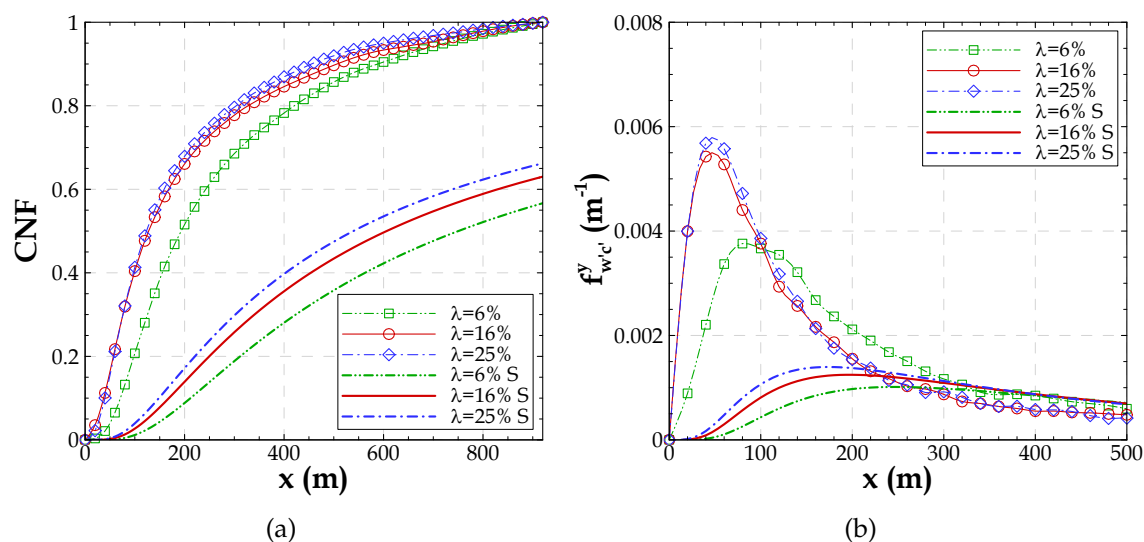 CNF
1
0.8
0.6
0.4
0.2
0
0 200 400 600 800
x (m)
λ=6%
λ=16%
λ=25%
λ=6% S
λ=16% S
λ=25% S
(a)
f^y_{w'c'} (m⁻¹)
0.008
0.006
0.004
0.002
0
0 100 200 300 400 500
x (m)
λ=6%
λ=16%
λ=25%
λ=6% S
λ=16% S
λ=25% S
(b)